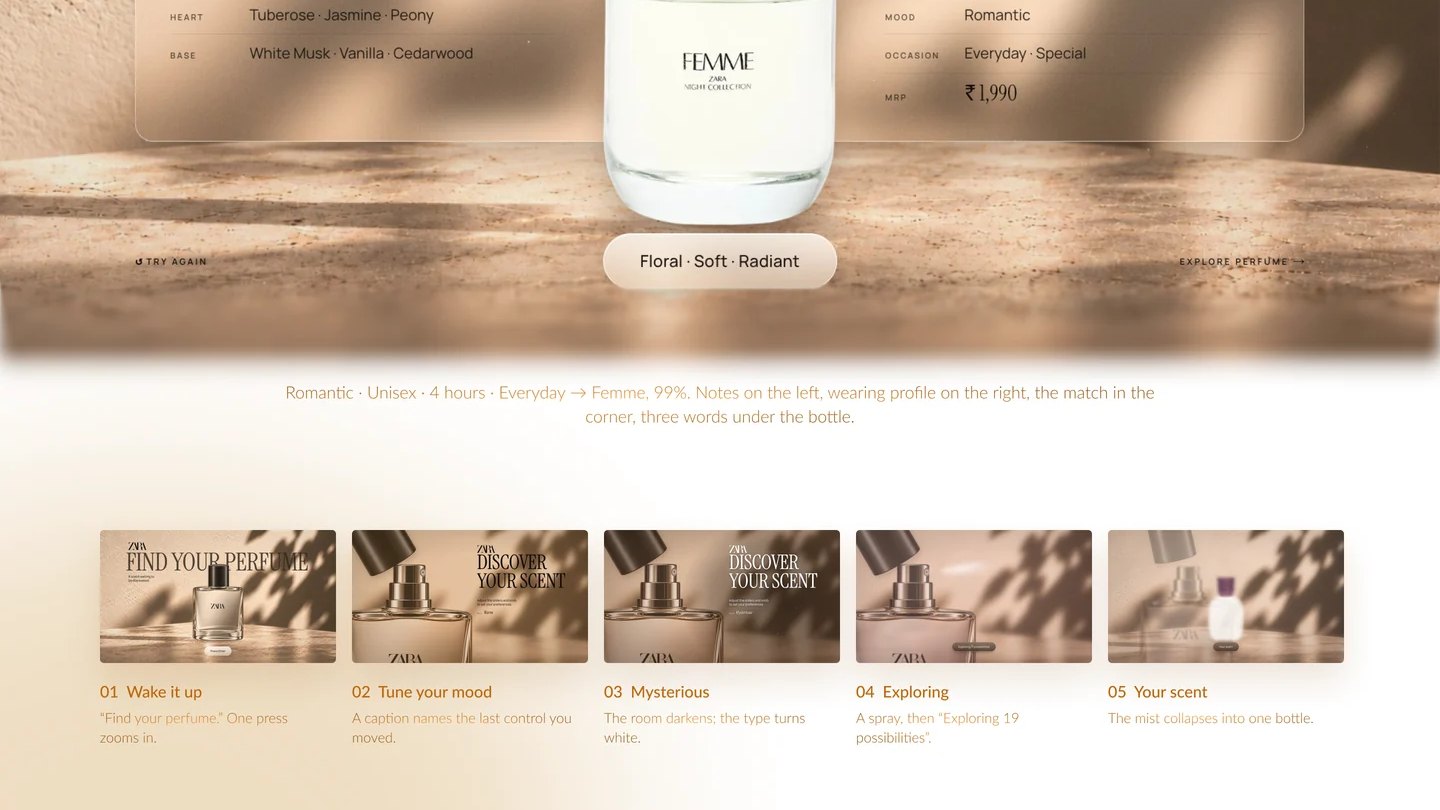 HEART Tuberose · Jasmine · Peony
BASE White Musk · Vanilla · Cedarwood
FEMME
ZARA
NIGHT COLLECTION
MOOD Romantic
OCCASION Everyday · Special
MRP ₹ 1,990
↺ TRY AGAIN
Floral · Soft · Radiant
EXPLORE PERFUME →
Romantic · Unisex · 4 hours · Everyday → Femme, 99%. Notes on the left, wearing profile on the right, the match in the
corner, three words under the bottle.
ZARA
FIND YOUR PERFUME
ZARA
ZARA
DISCOVER
YOUR SCENT
ZARA
ZARA
DISCOVER
YOUR SCENT
ZARA
ZARA
01 Wake it up
“Find your perfume.” One press
zooms in.
02 Tune your mood
A caption names the last control you
moved.
03 Mysterious
The room darkens; the type turns
white.
04 Exploring
A spray, then “Exploring 19
possibilities”.
05 Your scent
The mist collapses into one bottle.